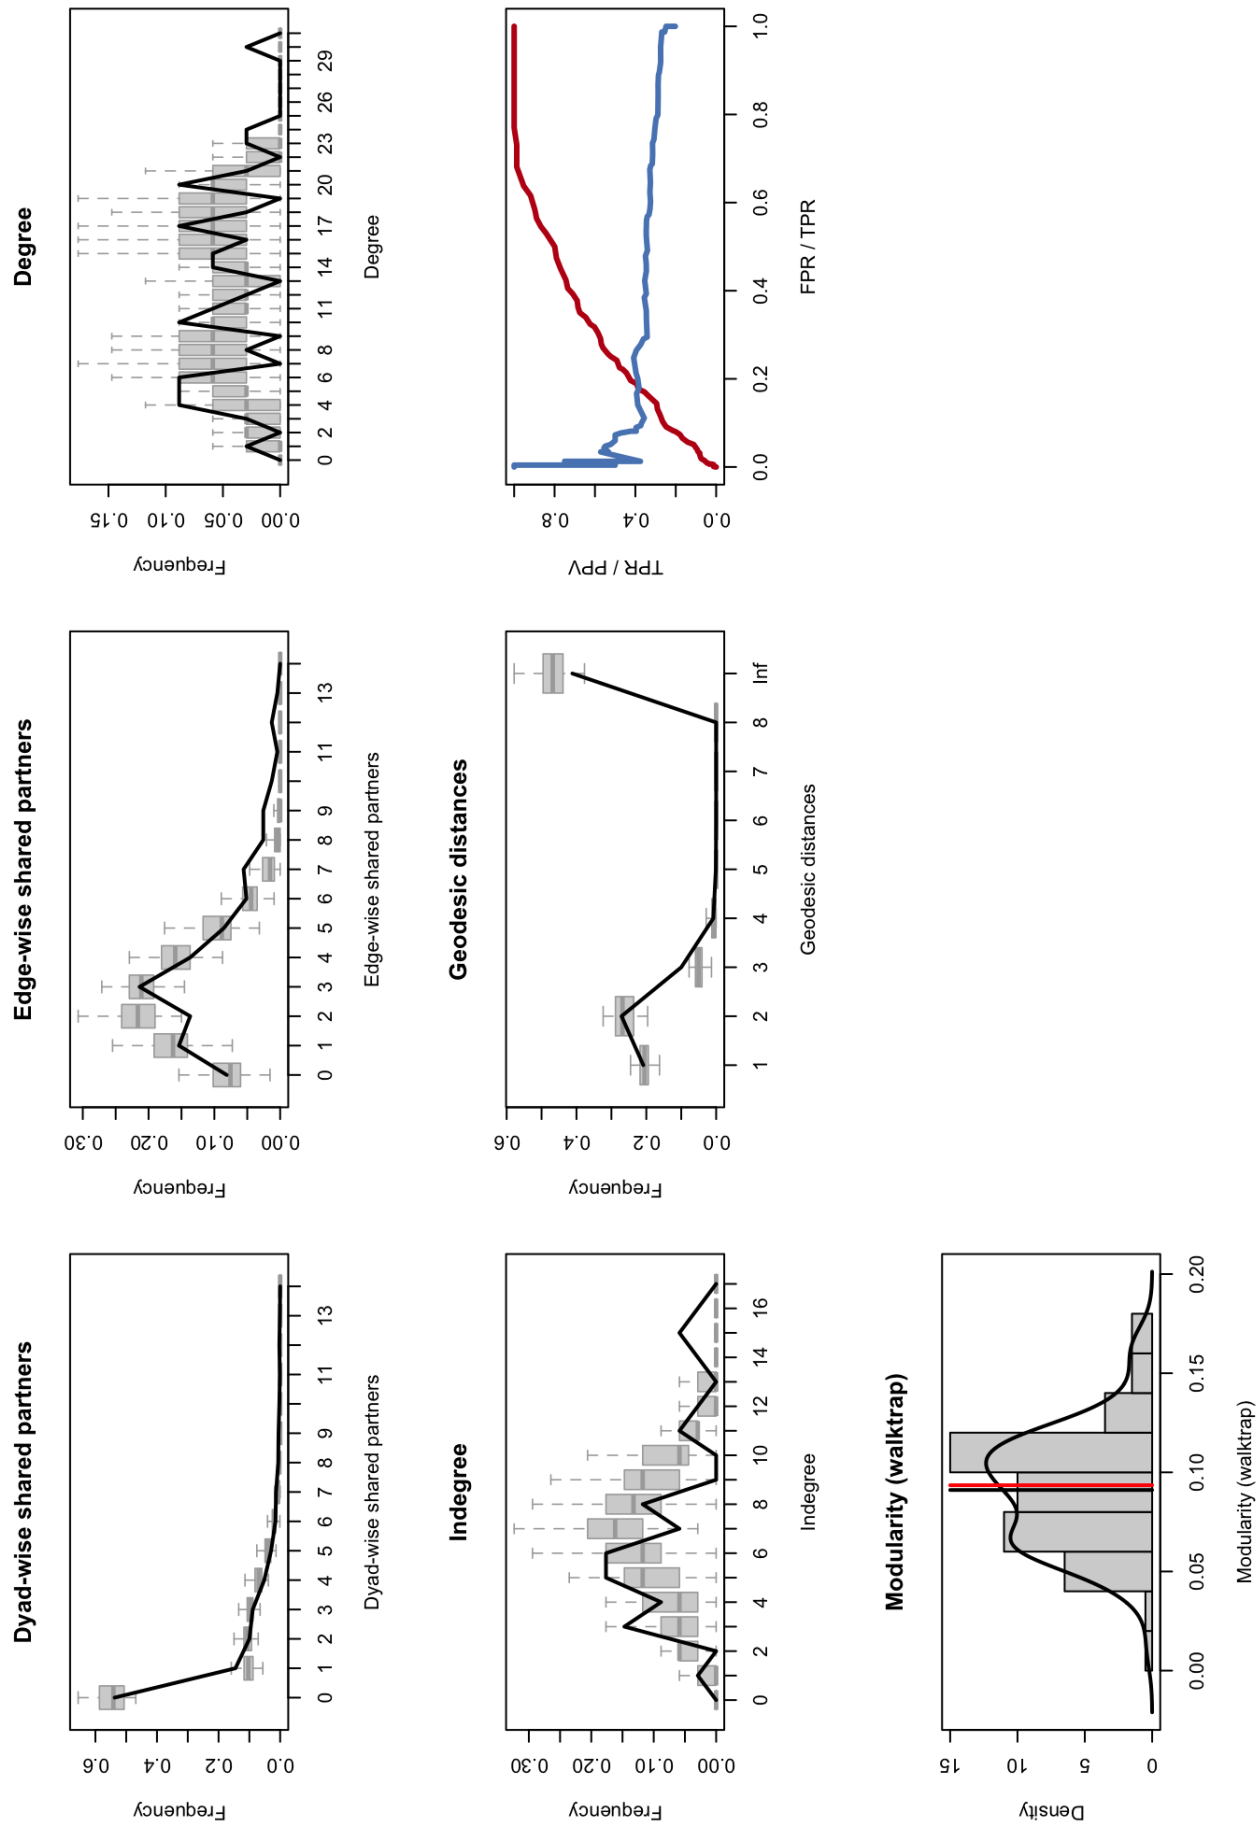 Dyad-wise shared partners
Frequency
0.6
0.4
0.2
0.0
0 1 2 3 4 5 6 7 8 9 11 13
Dyad-wise shared partners
Edge-wise shared partners
Frequency
0.30
0.20
0.10
0.00
0 1 2 3 4 5 6 7 8 9 11 13
Edge-wise shared partners
Degree
Frequency
0.15
0.10
0.05
0.00
0 2 4 6 8 11 14 17 20 23 26 29
Degree
Indegree
Frequency
0.30
0.20
0.10
0.00
0 2 4 6 8 10 12 14 16
Indegree
Geodesic distances
Frequency
0.6
0.4
0.2
0.0
1 2 3 4 5 6 7 8 Inf
Geodesic distances
TPR / PPV
0.8
0.4
0.0
0.0 0.2 0.4 0.6 0.8 1.0
FPR / TPR
Modularity (walktrap)
Density
15
10
5
0
0.00 0.05 0.10 0.15 0.20
Modularity (walktrap)